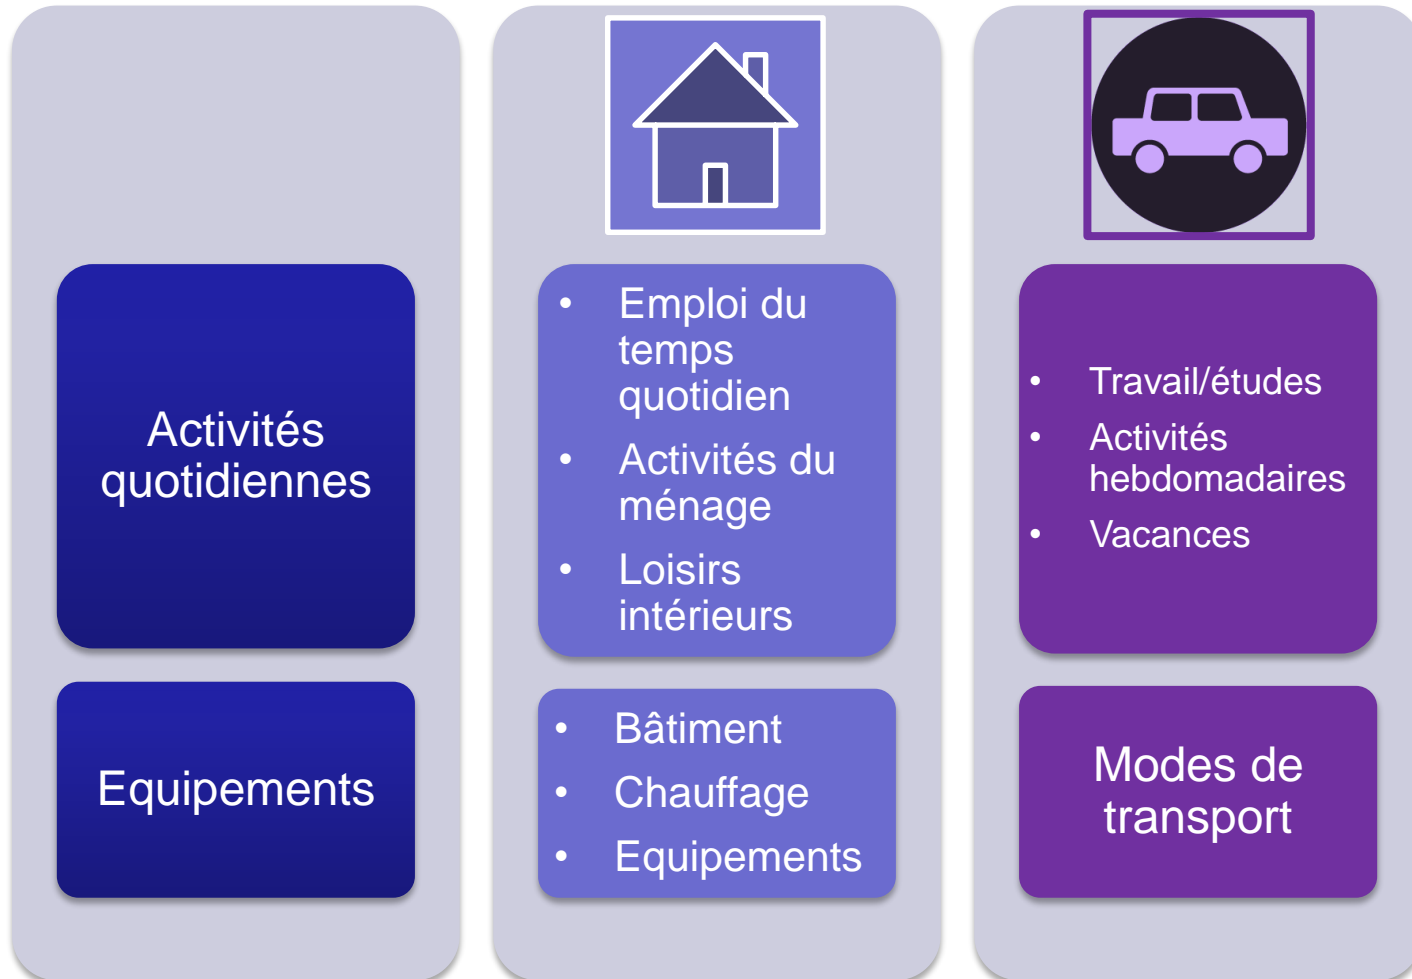 Activités
quotidiennes
Equipements
• Emploi du
temps
quotidien
• Activités du
ménage
• Loisirs
intérieurs
• Bâtiment
• Chauffage
• Equipements
• Travail/études
• Activités
hebdomadaires
• Vacances
Modes de
transport